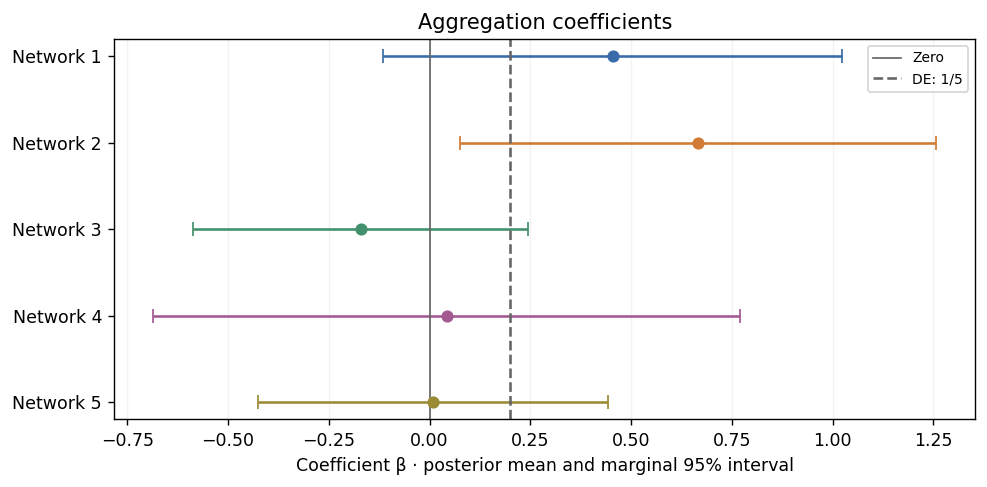 Aggregation coefficients
Network 1
Network 2
Network 3
Network 4
Network 5
Zero
DE: 1/5
−0.75 −0.50 −0.25 0.00 0.25 0.50 0.75 1.00 1.25
Coefficient β · posterior mean and marginal 95% interval